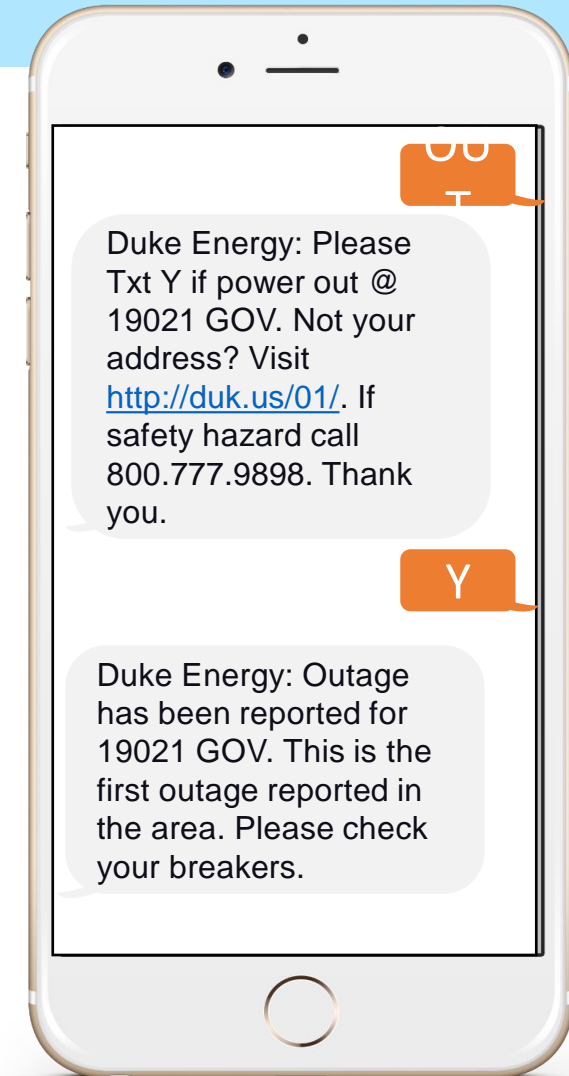 OU
T
Duke Energy: Please
Txt Y if power out @
19021 GOV. Not your
address? Visit
http://duk.us/01/. If
safety hazard call
800.777.9898. Thank
you.
Y
Duke Energy: Outage
has been reported for
19021 GOV. This is the
first outage reported in
the area. Please check
your breakers.